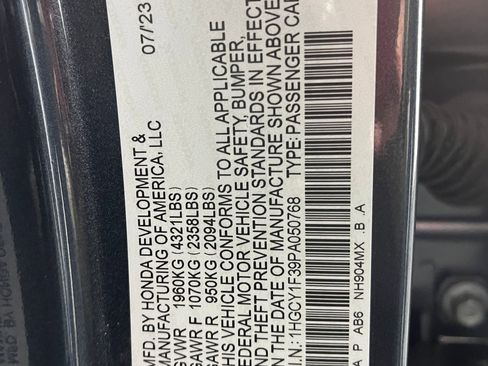 MFD. BY HONDA DEVELOPMENT & 07/23
MANUFACTURING OF AMERICA, LLC
GVWR 1960KG (4321LBS)
GAWR F 1070KG (2358LBS)
GAWR R 950KG (2094LBS)
THIS VEHICLE CONFORMS TO ALL APPLICABLE
FEDERAL MOTOR VEHICLE SAFETY, BUMPER,
AND THEFT PREVENTION STANDARDS IN EFFECT
ON THE DATE OF MANUFACTURE SHOWN ABOVE
V.I.N.: 1HGCY1F39PA050768 TYPE: PASSENGER CAR
A P AB6 NH904MX .B .A